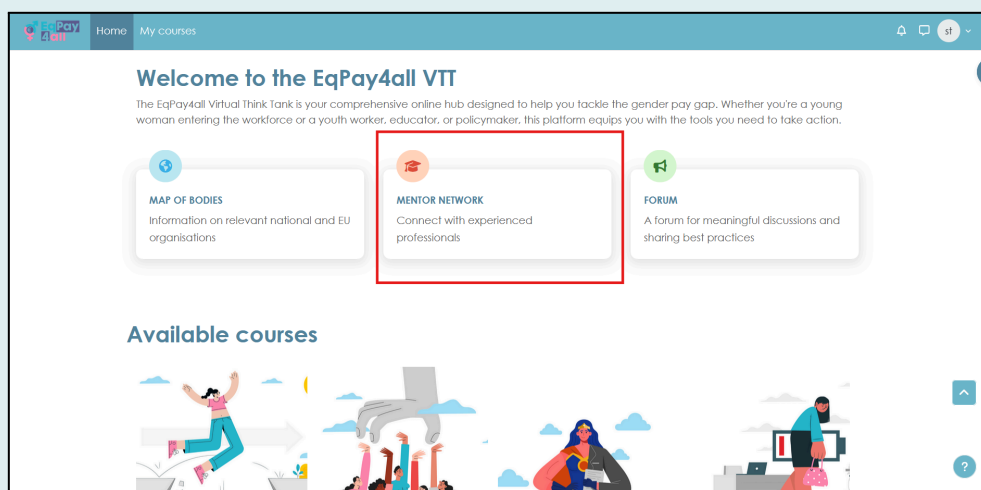 EqPay
4all
Home My courses
st
Welcome to the EqPay4all VTT
The EqPay4all Virtual Think Tank is your comprehensive online hub designed to help you tackle the gender pay gap. Whether you're a young
woman entering the workforce or a youth worker, educator, or policymaker, this platform equips you with the tools you need to take action.
MAP OF BODIES
Information on relevant national and EU
organisations
MENTOR NETWORK
Connect with experienced
professionals
FORUM
A forum for meaningful discussions and
sharing best practices
Available courses
?